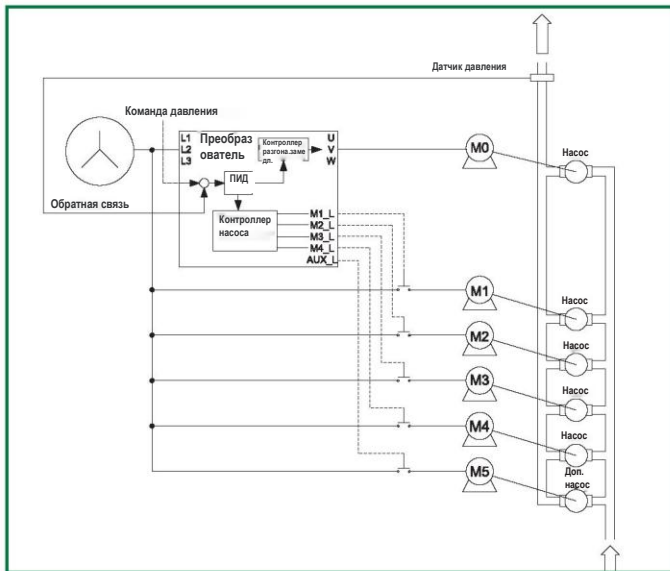 Датчик давления
Команда давления
L1
L2
L3
Преобраз
ователь
Контроллер
разгона.заме
дл.
U
V
W
M0
Насос
ПИД
Обратная связь
Контроллер
насоса
M1_L
M2_L
M3_L
M4_L
AUX_L
M1
Насос
M2
Насос
M3
Насос
M4
Насос
M5
Доп.
насос